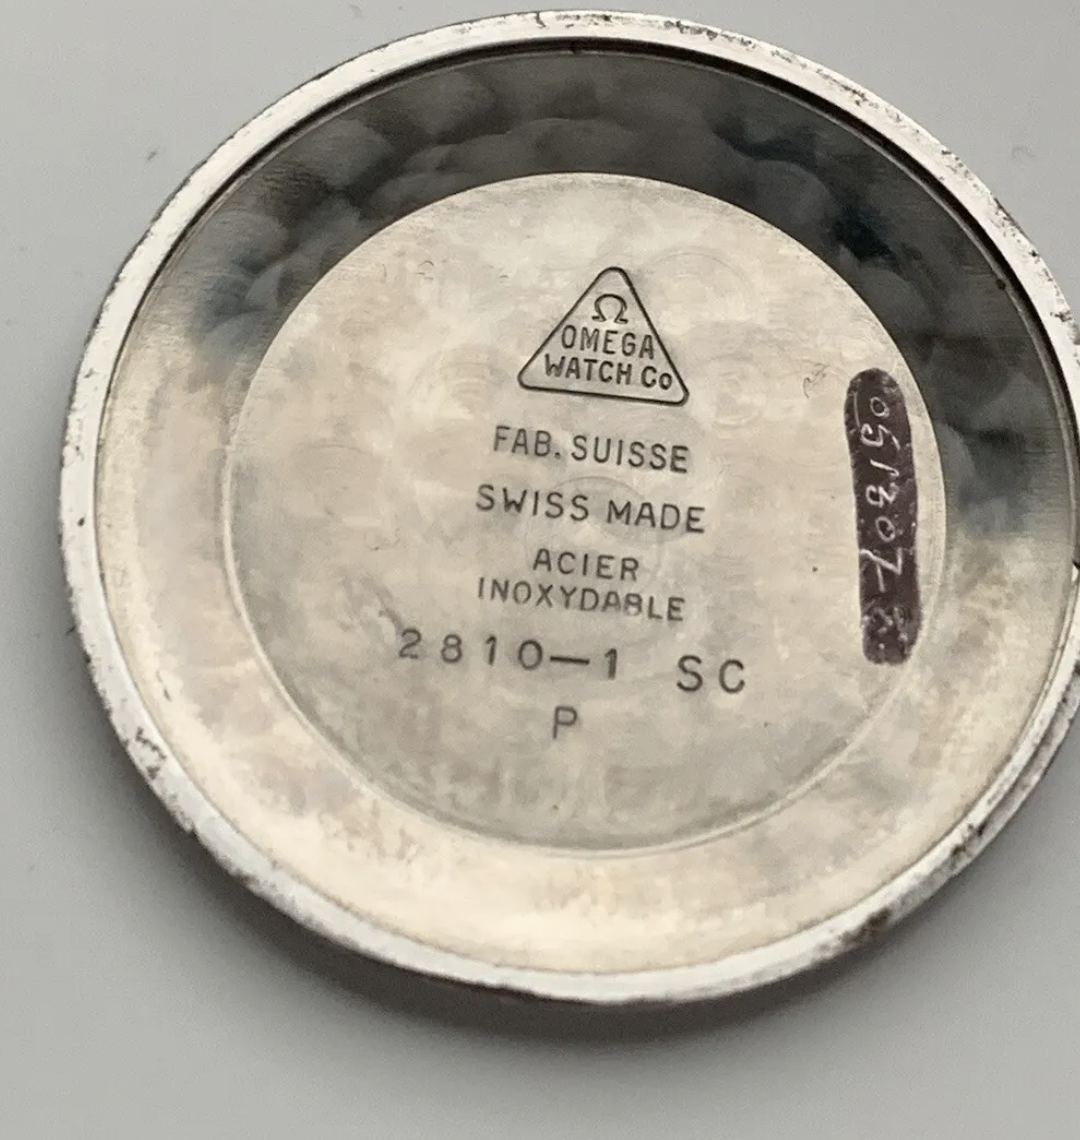 Ω
OMEGA
WATCH Co
FAB. SUISSE
SWISS MADE
ACIER
INOXYDABLE
2810—1 SC
P